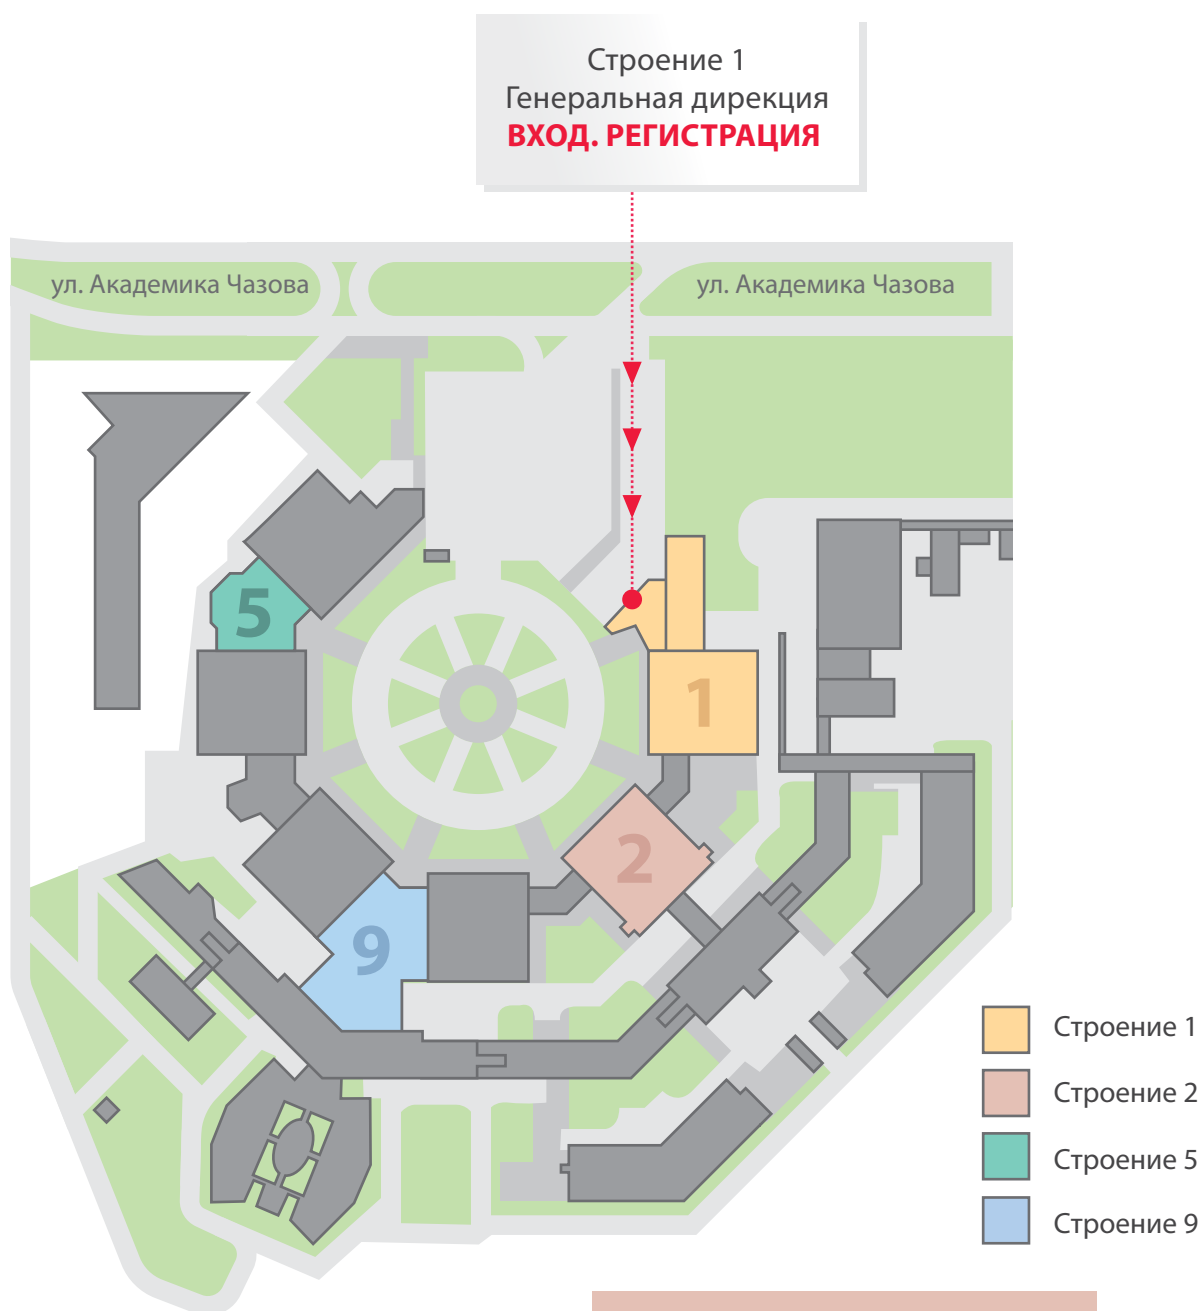 Строение 1
Генеральная дирекция
ВХОД. РЕГИСТРАЦИЯ
ул. Академика Чазова
ул. Академика Чазова
5
1
2
9
Строение 1
Строение 2
Строение 5
Строение 9